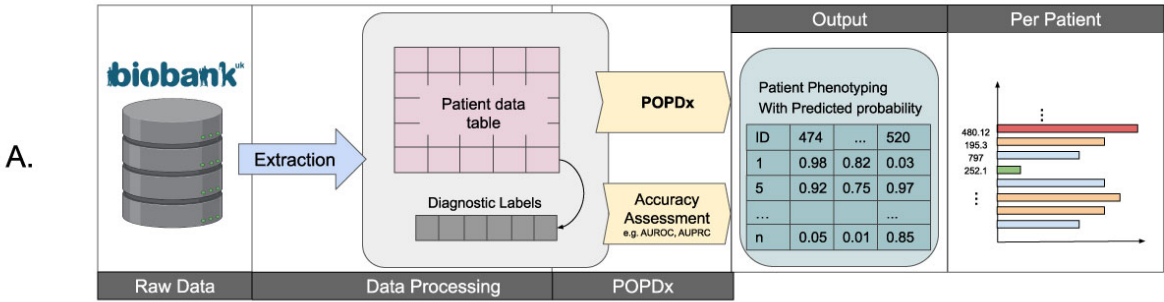 A.
biobank uk
Extraction
Patient data
table
Diagnostic Labels
POPDx
Accuracy
Assessment
e.g. AUROC, AUPRC
Raw Data
Data Processing
POPDx
Output
Patient Phenotyping
With Predicted probability
ID 474 ... 520
1 0.98 0.82 0.03
5 0.92 0.75 0.97
... ...
n 0.05 0.01 0.85
Per Patient
...
480.12
195.3
797
252.1
...